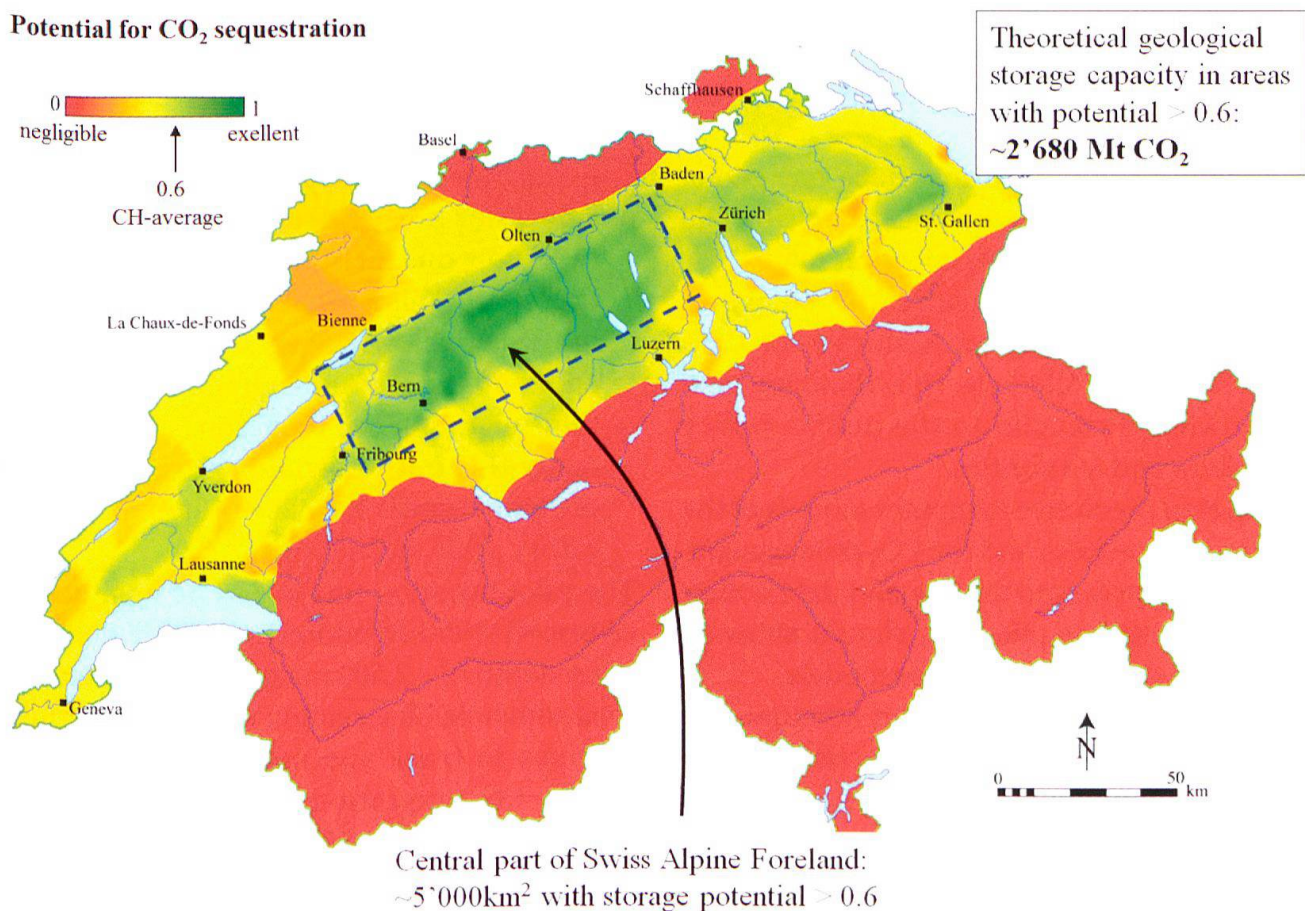 Potential for CO₂ sequestration
0
1
negligible
exellent
0.6
CH-average
Theoretical geological
storage capacity in areas
with potential > 0.6:
~2’680 Mt CO₂
Schaffhausen
Basel
Baden
Zürich
St. Gallen
Olten
La Chaux-de-Fonds
Bienne
Luzern
Bern
Fribourg
Yverdon
Lausanne
Geneva
N
0
50
km
Central part of Swiss Alpine Foreland:
~5`000km² with storage potential > 0.6